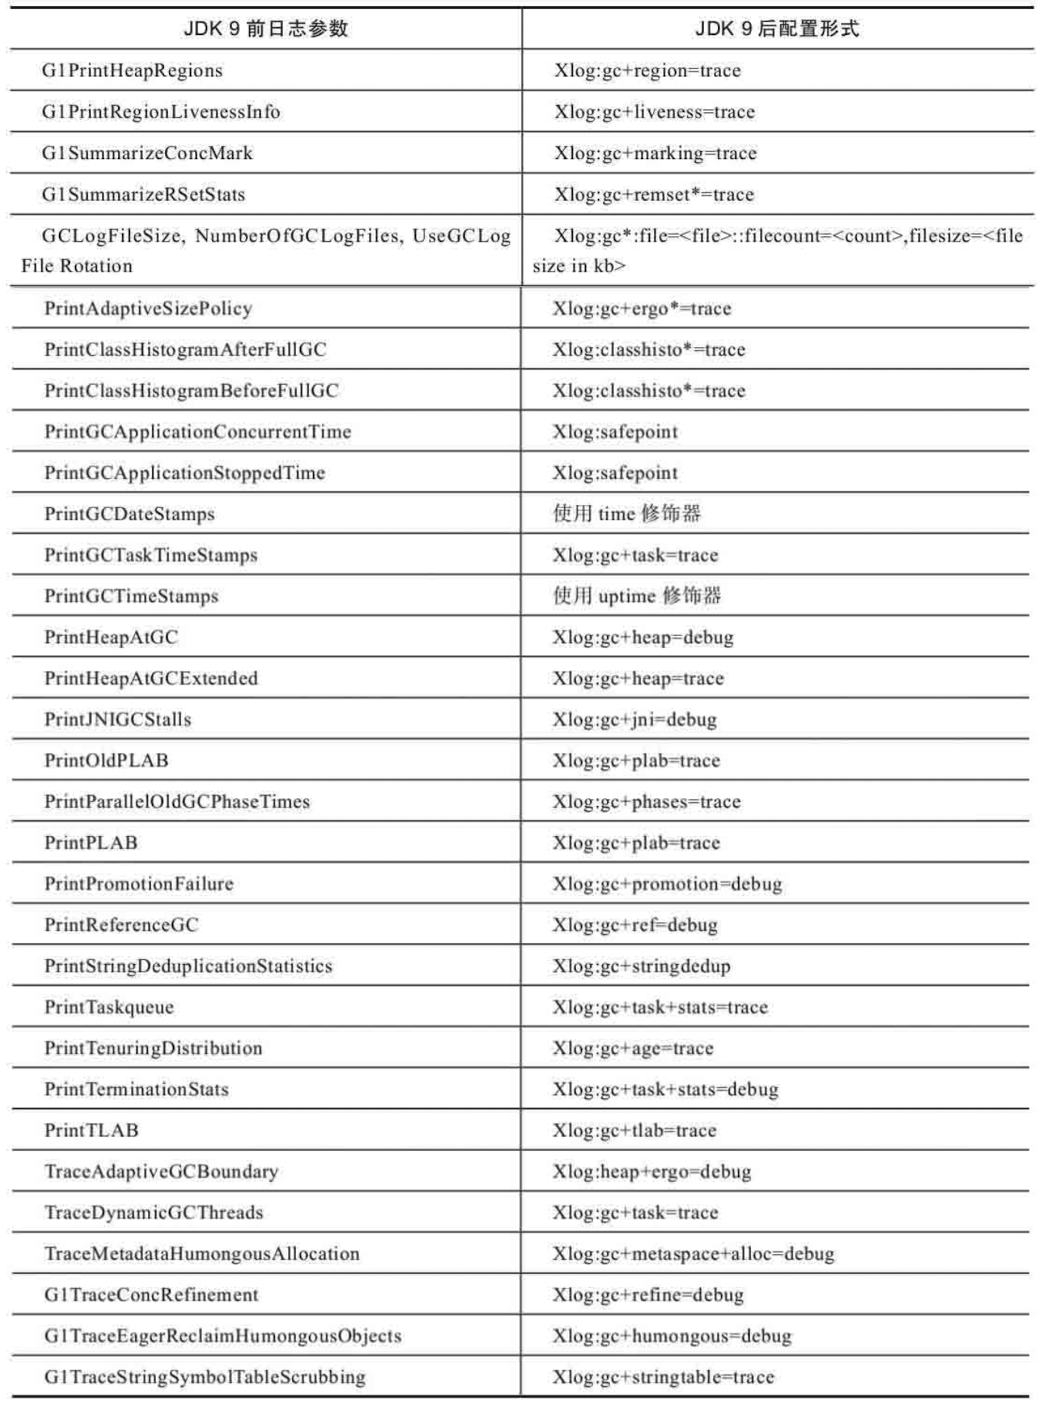 JDK 9 前日志参数 JDK 9 后配置形式
G1PrintHeapRegions Xlog:gc+region=trace
G1PrintRegionLivenessInfo Xlog:gc+liveness=trace
G1SummarizeConcMark Xlog:gc+marking=trace
G1SummarizeRSetStats Xlog:gc+remset*=trace
GCLogFileSize, NumberOfGCLogFiles, UseGCLog Xlog:gc*:file=<file>::filecount=<count>,filesize=<file
File Rotation size in kb>
PrintAdaptiveSizePolicy Xlog:gc+ergo*=trace
PrintClassHistogramAfterFullGC Xlog:classhisto*=trace
PrintClassHistogramBeforeFullGC Xlog:classhisto*=trace
PrintGCApplicationConcurrentTime Xlog:safepoint
PrintGCApplicationStoppedTime Xlog:safepoint
PrintGCDateStamps 使用 time 修饰器
PrintGCTaskTimeStamps Xlog:gc+task=trace
PrintGCTimeStamps 使用 uptime 修饰器
PrintHeapAtGC Xlog:gc+heap=debug
PrintHeapAtGCExtended Xlog:gc+heap=trace
PrintJNIGCStalls Xlog:gc+jni=debug
PrintOldPLAB Xlog:gc+plab=trace
PrintParallelOldGCPhaseTimes Xlog:gc+phases=trace
PrintPLAB Xlog:gc+plab=trace
PrintPromotionFailure Xlog:gc+promotion=debug
PrintReferenceGC Xlog:gc+ref=debug
PrintStringDeduplicationStatistics Xlog:gc+stringdedup
PrintTaskqueue Xlog:gc+task+stats=trace
PrintTenuringDistribution Xlog:gc+age=trace
PrintTerminationStats Xlog:gc+task+stats=debug
PrintTLAB Xlog:gc+tlab=trace
TraceAdaptiveGCBoundary Xlog:heap+ergo=debug
TraceDynamicGCThreads Xlog:gc+task=trace
TraceMetadataHumongousAllocation Xlog:gc+metaspace+alloc=debug
G1TraceConcRefinement Xlog:gc+refine=debug
G1TraceEagerReclaimHumongousObjects Xlog:gc+humongous=debug
G1TraceStringSymbolTableScrubbing Xlog:gc+stringtable=trace